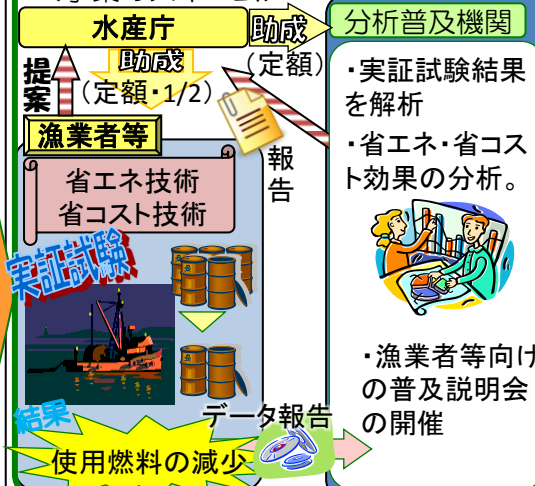 水産庁
助成
(定額)
助成
(定額・1/2)
提案
漁業者等
報告
省エネ技術
省コスト技術
実証試験
結果
使用燃料の減少
データ報告
分析普及機関
・実証試験結果
を解析
・省エネ・省コス
ト効果の分析。
・漁業者等向け
の普及説明会
の開催